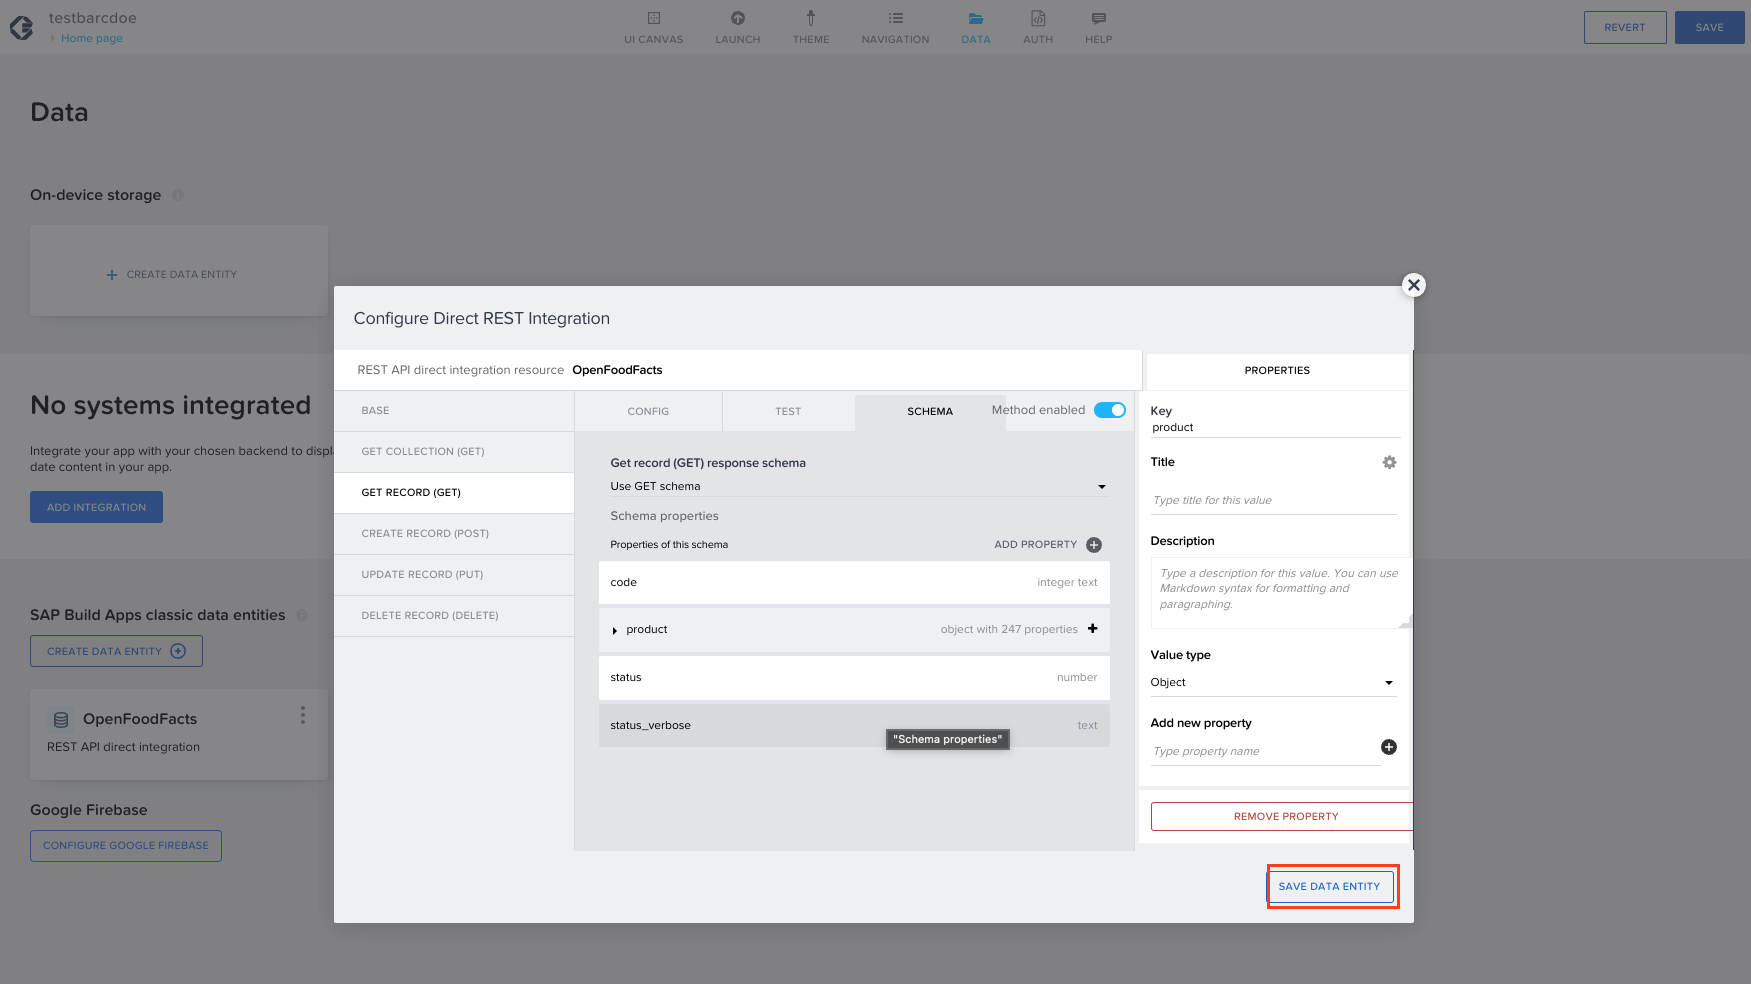 testbarcdoe
Home page
UI CANVAS
LAUNCH
THEME
NAVIGATION
DATA
AUTH
HELP
REVERT
SAVE
Data
On-device storage
CREATE DATA ENTITY
No systems integrated
Integrate your app with your chosen backend to displ
date content in your app.
ADD INTEGRATION
SAP Build Apps classic data entities
CREATE DATA ENTITY
OpenFoodFacts
REST API direct integration
Google Firebase
CONFIGURE GOOGLE FIREBASE
Configure Direct REST Integration
REST API direct integration resource OpenFoodFacts
BASE
GET COLLECTION (GET)
GET RECORD (GET)
CREATE RECORD (POST)
UPDATE RECORD (PUT)
DELETE RECORD (DELETE)
CONFIG
TEST
SCHEMA
Method enabled
Get record (GET) response schema
Use GET schema
Schema properties
Properties of this schema
ADD PROPERTY
code integer text
product object with 247 properties
status number
status_verbose text
"Schema properties"
PROPERTIES
Key
product
Title
Type title for this value
Description
Type a description for this value. You can use
Markdown syntax for formatting and
paragraphing.
Value type
Object
Add new property
Type property name
REMOVE PROPERTY
SAVE DATA ENTITY